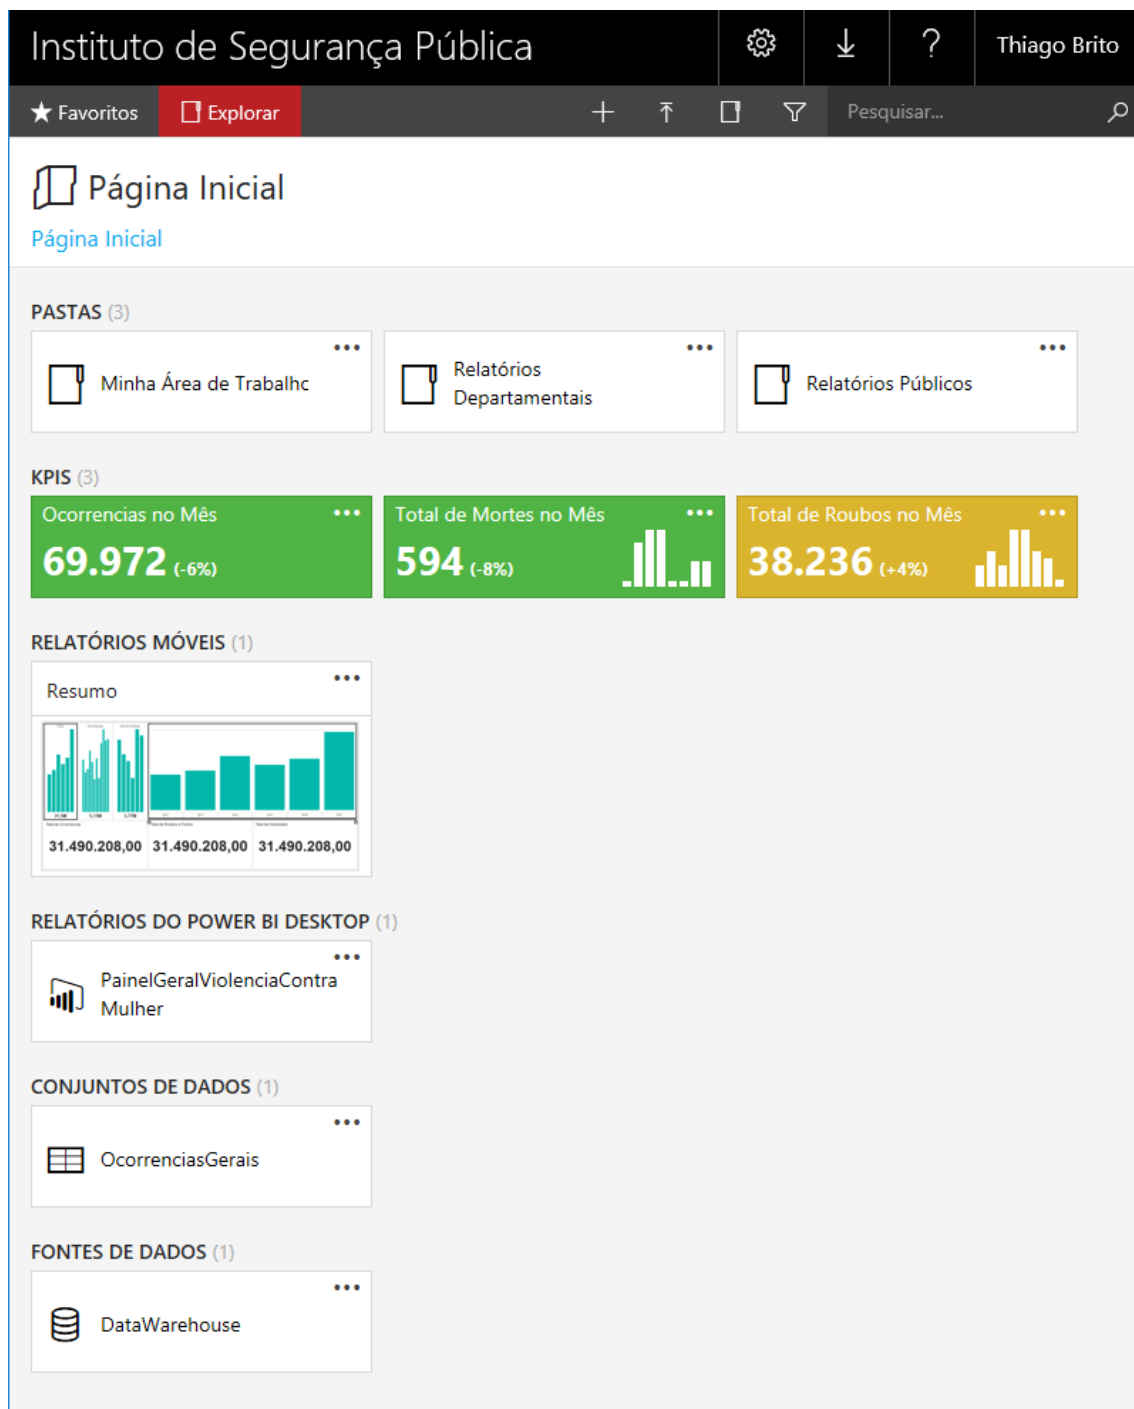 Instituto de Segurança Pública
Thiago Brito
Favoritos
Explorar
Pesquisar...
Página Inicial
Página Inicial
PASTAS (3)
Minha Área de Trabalho
Relatórios
Departamentais
Relatórios Públicos
KPIS (3)
Ocorrencias no Mês
69.972 (-6%)
Total de Mortes no Mês
594 (-8%)
Total de Roubos no Mês
38.236 (+4%)
RELATÓRIOS MÓVEIS (1)
Resumo
31.490.208,00 31.490.208,00 31.490.208,00
RELATÓRIOS DO POWER BI DESKTOP (1)
PainelGeralViolenciaContra
Mulher
CONJUNTOS DE DADOS (1)
OcorrenciasGerais
FONTES DE DADOS (1)
DataWarehouse